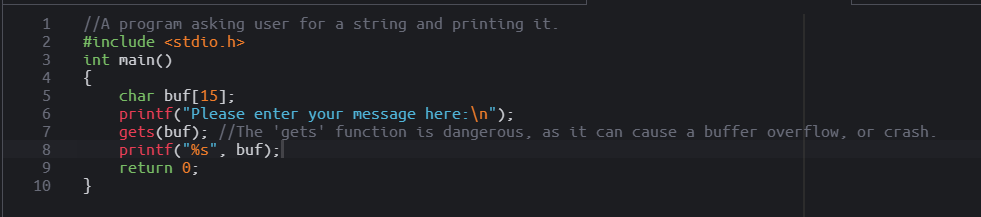 1 //A program asking user for a string and printing it.
2 #include <stdio.h>
3 int main()
4 {
5     char buf[15];
6     printf("Please enter your message here:\n");
7     gets(buf); //The 'gets' function is dangerous, as it can cause a buffer overflow, or crash.
8     printf("%s", buf);
9     return 0;
10 }